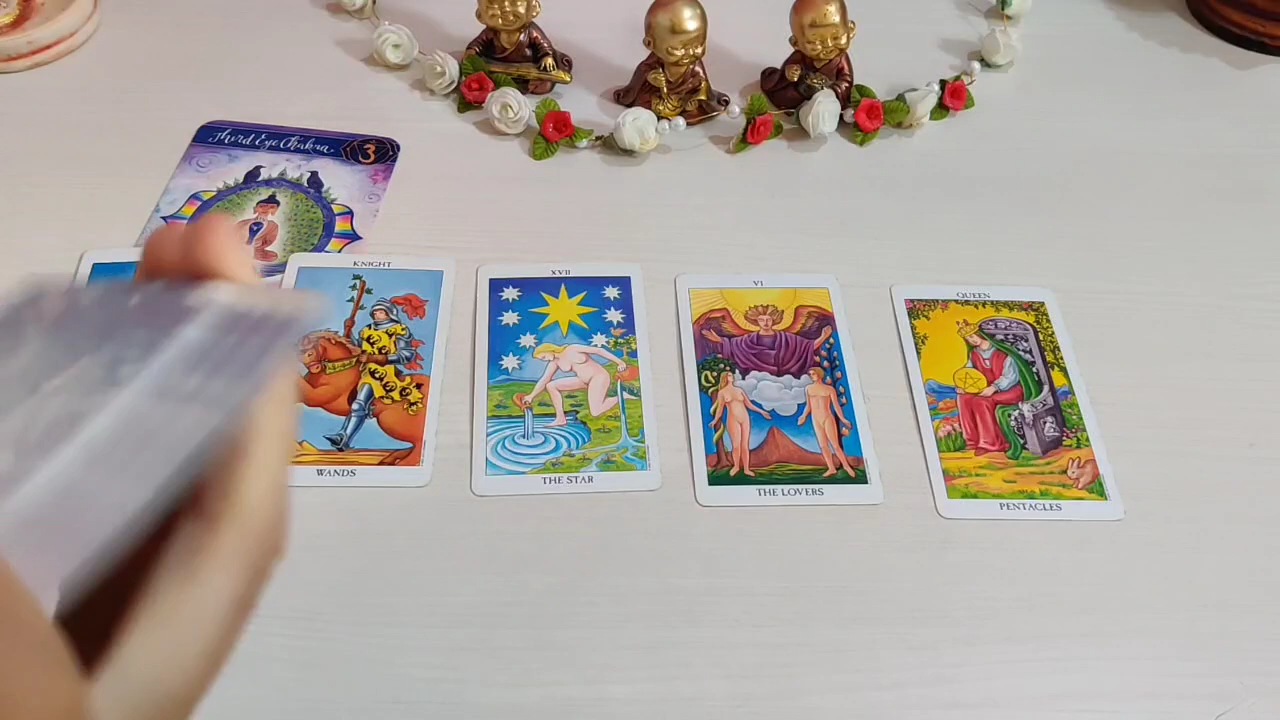 Third Eye Chakra 3
KNIGHT
WANDS
XVII
THE STAR
VI
THE LOVERS
QUEEN
PENTACLES